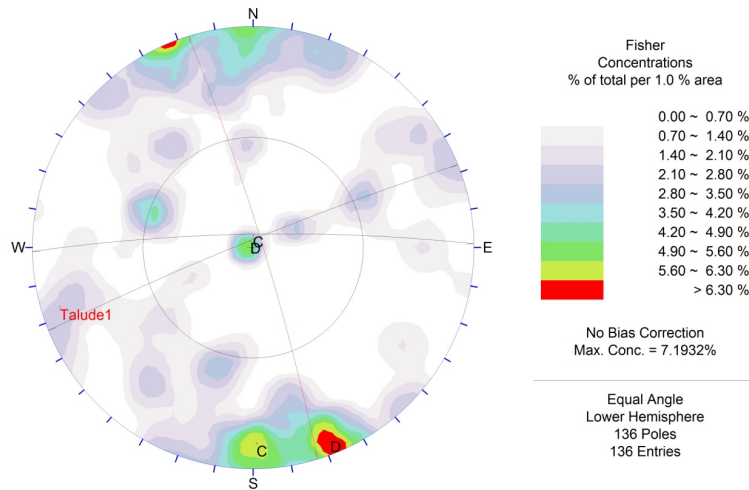 N
W
E
S
C
D
Talude1
C
D
Fisher
Concentrations
% of total per 1.0 % area
0.00 ~ 0.70 %
0.70 ~ 1.40 %
1.40 ~ 2.10 %
2.10 ~ 2.80 %
2.80 ~ 3.50 %
3.50 ~ 4.20 %
4.20 ~ 4.90 %
4.90 ~ 5.60 %
5.60 ~ 6.30 %
> 6.30 %
No Bias Correction
Max. Conc. = 7.1932%
Equal Angle
Lower Hemisphere
136 Poles
136 Entries